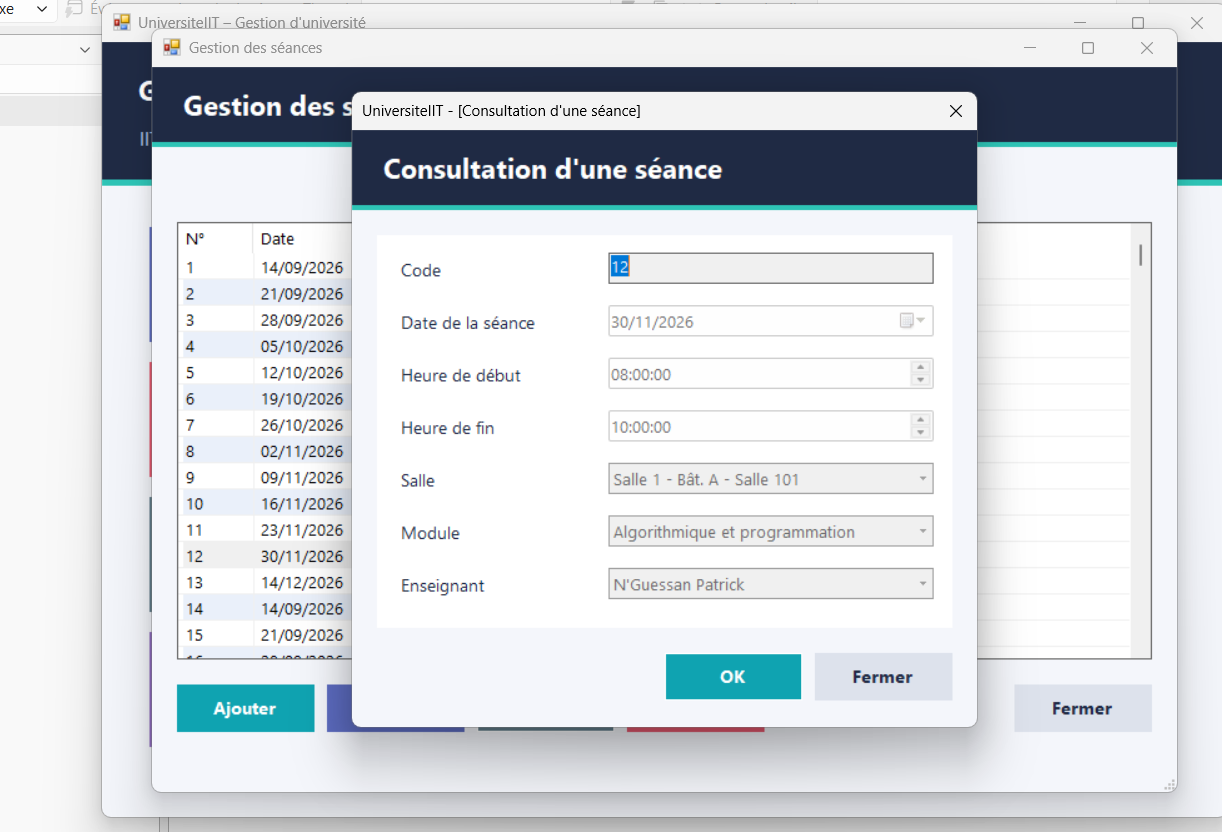 xe
UniversiteIIT – Gestion d'université
Gestion des séances
Gestion des s
UniversiteIIT - [Consultation d'une séance]
Consultation d'une séance
N° Date
1 14/09/2026
2 21/09/2026
3 28/09/2026
4 05/10/2026
5 12/10/2026
6 19/10/2026
7 26/10/2026
8 02/11/2026
9 09/11/2026
10 16/11/2026
11 23/11/2026
12 30/11/2026
13 14/12/2026
14 14/09/2026
15 21/09/2026
Code 12
Date de la séance 30/11/2026
Heure de début 08:00:00
Heure de fin 10:00:00
Salle Salle 1 - Bât. A - Salle 101
Module Algorithmique et programmation
Enseignant N'Guessan Patrick
OK Fermer
Ajouter Fermer